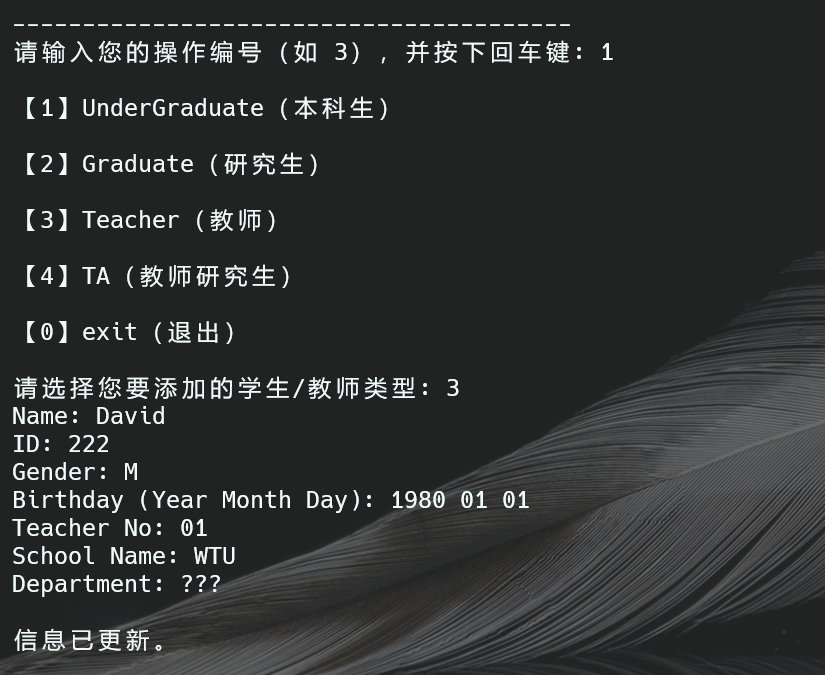 ----------------------------------------
请输入您的操作编号（如 3），并按下回车键: 1
【1】UnderGraduate（本科生）
【2】Graduate（研究生）
【3】Teacher（教师）
【4】TA（教师研究生）
【0】exit（退出）
请选择您要添加的学生/教师类型: 3
Name: David
ID: 222
Gender: M
Birthday (Year Month Day): 1980 01 01
Teacher No: 01
School Name: WTU
Department: ???
信息已更新。